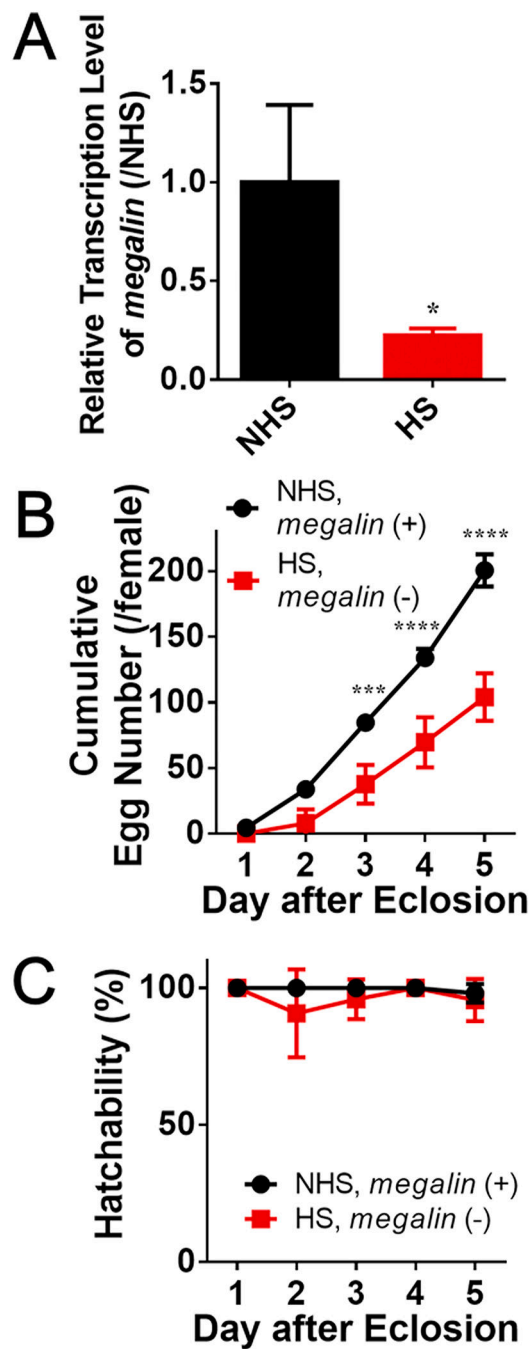 A
Relative Transcription Level
of megalin (/NHS)
1.5
1.0
0.5
0.0
*
NHS
HS
B
NHS,
megalin (+)
HS,
megalin (-)
Cumulative
Egg Number (/female)
200
150
100
50
0
***
****
****
1 2 3 4 5
Day after Eclosion
C
Hatchability (%)
100
50
0
NHS, megalin (+)
HS, megalin (-)
1 2 3 4 5
Day after Eclosion